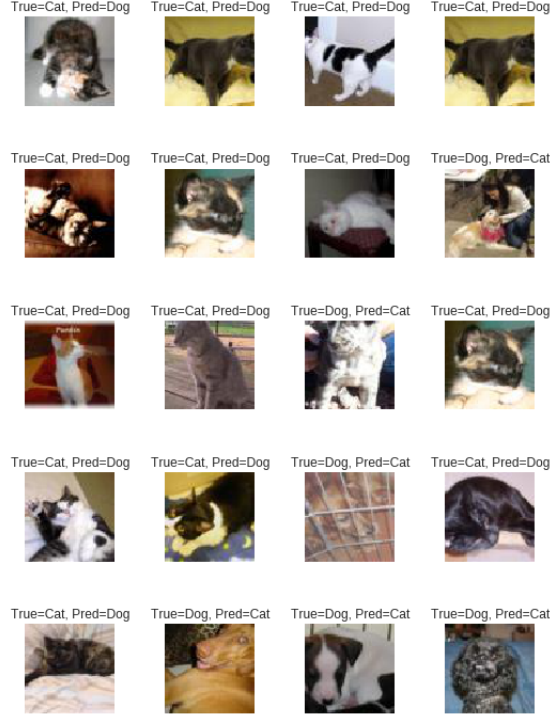 True=Cat, Pred=Dog True=Cat, Pred=Dog True=Cat, Pred=Dog True=Cat, Pred=Dog
True=Cat, Pred=Dog True=Cat, Pred=Dog True=Cat, Pred=Dog True=Dog, Pred=Cat
True=Cat, Pred=Dog True=Cat, Pred=Dog True=Dog, Pred=Cat True=Cat, Pred=Dog
True=Cat, Pred=Dog True=Cat, Pred=Dog True=Dog, Pred=Cat True=Cat, Pred=Dog
True=Cat, Pred=Dog True=Dog, Pred=Cat True=Dog, Pred=Cat True=Dog, Pred=Cat